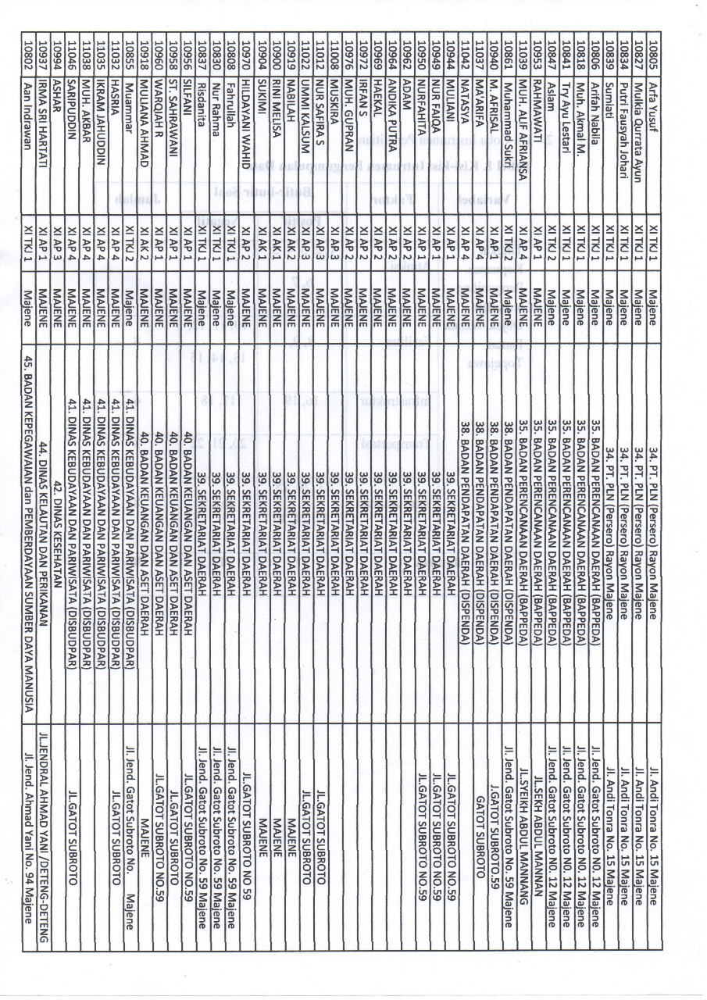 10805 Arfa Yusuf XI TKJ 1 Majene 34. PT. PLN (Persero) Rayon Majene Jl. Andi Tonra No. 15 Majene
10827 Mulkia Qurrata Ayun XI TKJ 1 Majene 34. PT. PLN (Persero) Rayon Majene Jl. Andi Tonra No. 15 Majene
10834 Putri Fausyah Johari XI TKJ 1 Majene 34. PT. PLN (Persero) Rayon Majene Jl. Andi Tonra No. 15 Majene
10839 Sumiati XI TKJ 1 Majene 34. PT. PLN (Persero) Rayon Majene Jl. Andi Tonra No. 15 Majene
10806 Arifah Nabila XI TKJ 1 Majene 35. BADAN PERENCANAAN DAERAH (BAPPEDA) Jl. Jend. Gatot Subroto N0. 12 Majene
10818 Muh. Akmal M. XI TKJ 1 Majene 35. BADAN PERENCANAAN DAERAH (BAPPEDA) Jl. Jend. Gatot Subroto N0. 12 Majene
10841 Try Ayu Lestari XI TKJ 1 Majene 35. BADAN PERENCANAAN DAERAH (BAPPEDA) Jl. Jend. Gatot Subroto N0. 12 Majene
10847 Aslam XI TKJ 2 Majene 35. BADAN PERENCANAAN DAERAH (BAPPEDA) Jl. Jend. Gatot Subroto N0. 12 Majene
10953 RAHMAWATI XI AP 1 MAJENE 35. BADAN PERENCANAAN DAERAH (BAPPEDA) JL.SEKH ABDUL MANNAN
11039 MUH. ALIF AFRIANSA XI AP 4 MAJENE 35. BADAN PERENCANAAN DAERAH (BAPPEDA) JL.SYEIKH ABDUL MANNANG
10861 Muhammad Sukri XI TKJ 2 Majene 38. BADAN PENDAPATAN DAERAH (DISPENDA) Jl. Jend. Gatot Subroto No. 59 Majene
10940 M. AFRISAL XI AP 1 MAJENE 38. BADAN PENDAPATAN DAERAH (DISPENDA) J.GATOT SUBROTO NO.59
11037 MA'ARIFA XI AP 4 MAJENE 38. BADAN PENDAPATAN DAERAH (DISPENDA) GATOT SUBROTO
11042 NATASYA XI AP 4 MAJENE 38. BADAN PENDAPATAN DAERAH (DISPENDA)
10944 MULIANI XI AP 1 MAJENE 39. SEKRETARIAT DAERAH JL.GATOT SUBROTO NO.59
10949 NUR FAIQA XI AP 1 MAJENE 39. SEKRETARIAT DAERAH JL.GATOT SUBROTO NO.59
10950 NURFAHITA XI AP 1 MAJENE 39. SEKRETARIAT DAERAH JL.GATOT SUBROTO NO.59
10962 ADAM XI AP 2 MAJENE 39. SEKRETARIAT DAERAH
10964 ANDIKA PUTRA XI AP 2 MAJENE 39. SEKRETARIAT DAERAH
10969 HAEKAL XI AP 2 MAJENE 39. SEKRETARIAT DAERAH
10972 IRFAN S XI AP 2 MAJENE 39. SEKRETARIAT DAERAH
10976 MUH. GUPRAN XI AP 2 MAJENE 39. SEKRETARIAT DAERAH
11008 MUSKIRA XI AP 3 MAJENE 39. SEKRETARIAT DAERAH
11012 NUR SAFIRA S XI AP 3 MAJENE 39. SEKRETARIAT DAERAH JL.GATOT SUBROTO
11022 UMMI KALSUM XI AP 3 MAJENE 39. SEKRETARIAT DAERAH JL.GATOT SUBROTO
10919 NABILAH XI AK 2 MAJENE 39. SEKRETARIAT DAERAH MAJENE
10900 RINI MELISA XI AK 1 MAJENE 39. SEKRETARIAT DAERAH MAJENE
10904 SUKIMI XI AK 1 MAJENE 39. SEKRETARIAT DAERAH MAJENE
10970 HILDAYANI WAHID XI AP 2 MAJENE 39. SEKRETARIAT DAERAH JL.GATOT SUBROTO NO 59
10808 Fahrullah XI TKJ 1 Majene 39. SEKRETARIAT DAERAH Jl. Jend. Gatot Subroto No. 59 Majene
10830 Nur Rahma XI TKJ 1 Majene 39. SEKRETARIAT DAERAH Jl. Jend. Gatot Subroto No. 59 Majene
10837 Risdanita XI TKJ 1 Majene 39. SEKRETARIAT DAERAH Jl. Jend. Gatot Subroto No. 59 Majene
10956 SILFANI XI AP 1 MAJENE 40. BADAN KEUANGAN DAN ASET DAERAH JL.GATOT SUBROTO NO.59
10958 ST. SAHRAWANI XI AP 1 MAJENE 40. BADAN KEUANGAN DAN ASET DAERAH JL.GATOT SUBROTO
10960 WARQIAH R XI AP 1 MAJENE 40. BADAN KEUANGAN DAN ASET DAERAH JL.GATOT SUBROTO NO.59
10918 MULIANA AHMAD XI AK 2 MAJENE 40. BADAN KEUANGAN DAN ASET DAERAH MAJENE
10855 Muammar XI TKJ 2 Majene 41. DINAS KEBUDAYAAN DAN PARIWISATA (DISBUDPAR) Jl. Jend. Gatot Subroto No. Majene
11032 HASRIA XI AP 4 MAJENE 41. DINAS KEBUDAYAAN DAN PARIWISATA (DISBUDPAR) JL.GATOT SUBROTO
11035 IKRAM JAHUDDIN XI AP 4 MAJENE 41. DINAS KEBUDAYAAN DAN PARIWISATA (DISBUDPAR)
11038 MUH. AKBAR XI AP 4 MAJENE 41. DINAS KEBUDAYAAN DAN PARIWISATA (DISBUDPAR)
11046 SARIPUDDIN XI AP 4 MAJENE 41. DINAS KEBUDAYAAN DAN PARIWISATA (DISBUDPAR) JL.GATOT SUBROTO
10994 ASHAR XI AP 3 MAJENE 42. DINAS KESEHATAN
10937 IRMA SRI HARTATI XI AP 1 MAJENE 44. DINAS KELAUTAN DAN PERIKANAN JL.JENDRAL AHMAD YANI /DETENG-DETENG
10802 Aan Indrawan XI TKJ 1 Majene 45. BADAN KEPEGAWAIAN dan PEMBERDAYAAN SUMBER DAYA MANUSIA Jl. Jend. Ahmad Yani No. 94 Majene